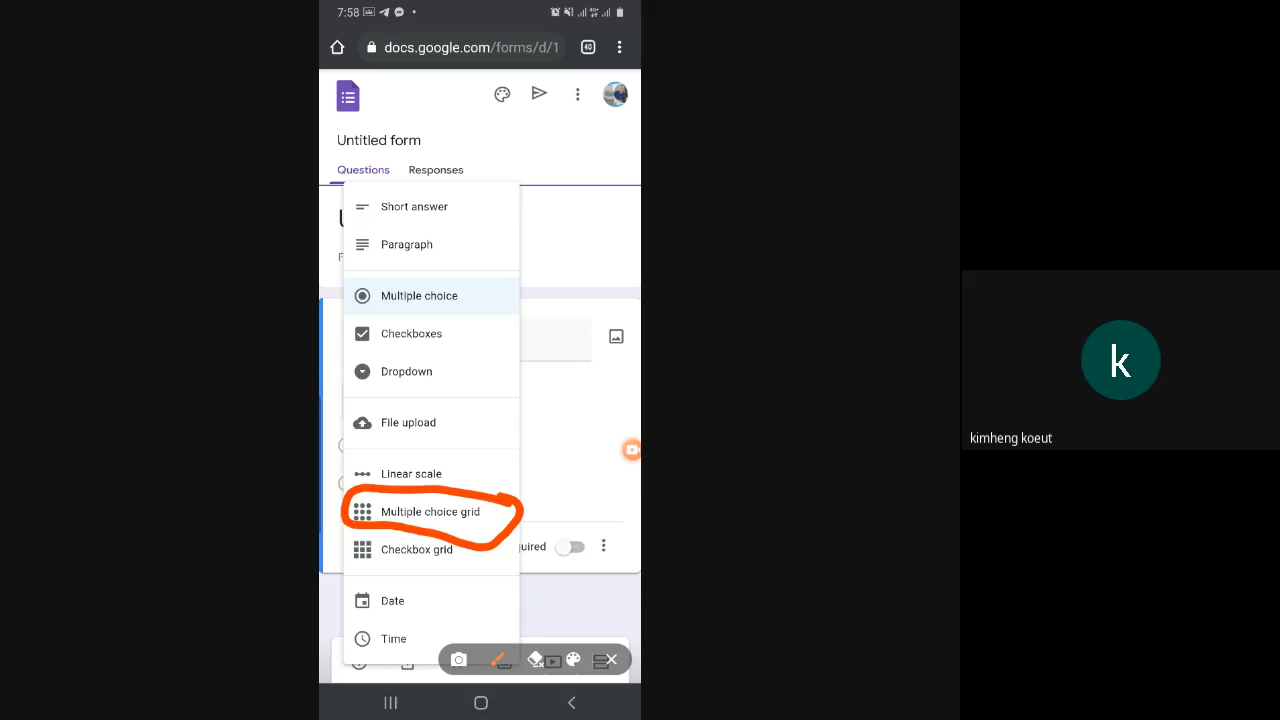 7:58
docs.google.com/forms/d/1
40
Untitled form
Questions Responses
Short answer
Paragraph
Multiple choice
Checkboxes
Dropdown
File upload
Linear scale
Multiple choice grid
Checkbox grid
uired
Date
Time
k
kimheng koeut